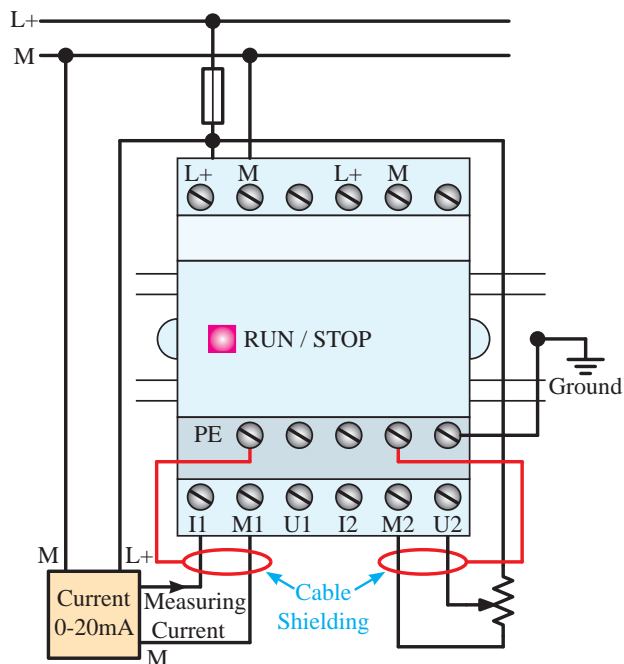 L+
M
L+ M L+ M
RUN / STOP
Ground
PE
I1 M1 U1 I2 M2 U2
M L+
Current
0-20mA
Measuring
Current
M
Cable
Shielding